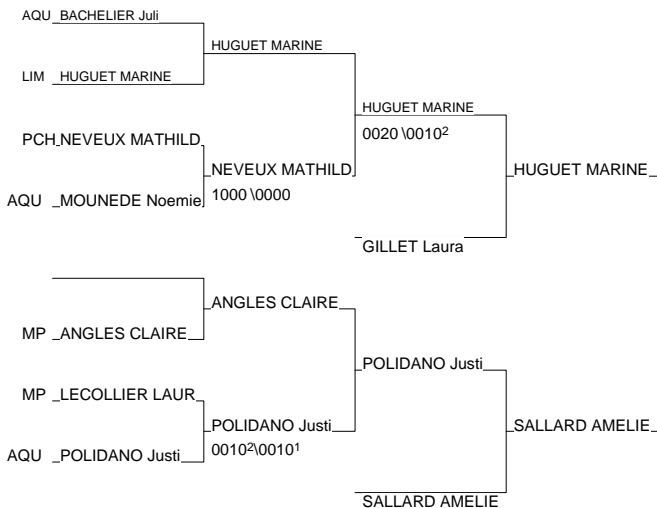 AQU BACHELIER Juli
HUGUET MARINE
LIM HUGUET MARINE
HUGUET MARINE
0020 \0010²
PCH NEVEUX MATHILD
NEVEUX MATHILD
1000 \0000
HUGUET MARINE
AQU MOUNEDE Noemie
GILLET Laura
ANGLES CLAIRE
MP ANGLES CLAIRE
POLIDANO Justi
MP LECOLLIER LAUR
POLIDANO Justi
0010²\0010¹
SALLARD AMELIE
AQU POLIDANO Justi
SALLARD AMELIE